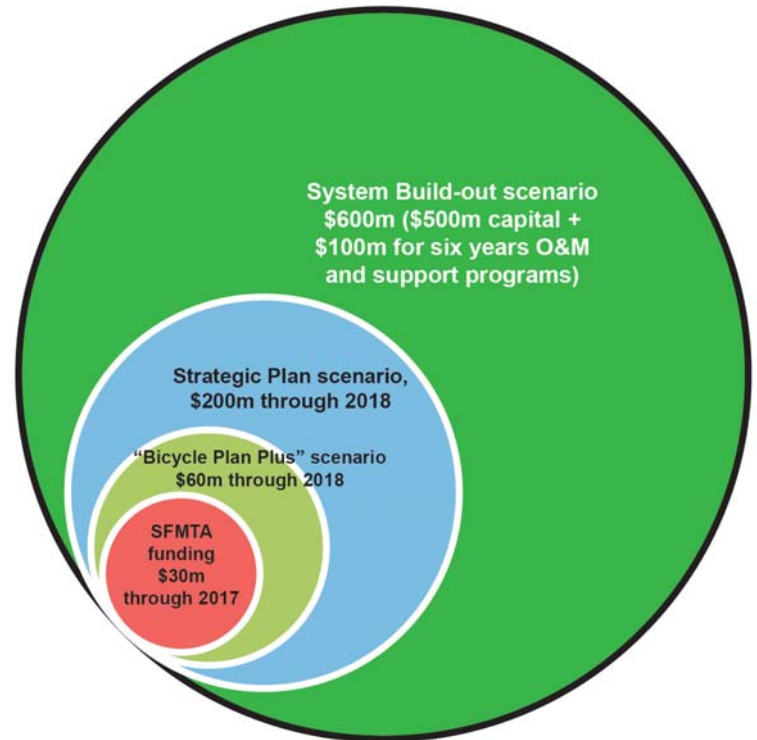 System Build-out scenario
$600m ($500m capital +
$100m for six years O&M
and support programs)
Strategic Plan scenario,
$200m through 2018
“Bicycle Plan Plus” scenario
$60m through 2018
SFMTA
funding
$30m
through 2017